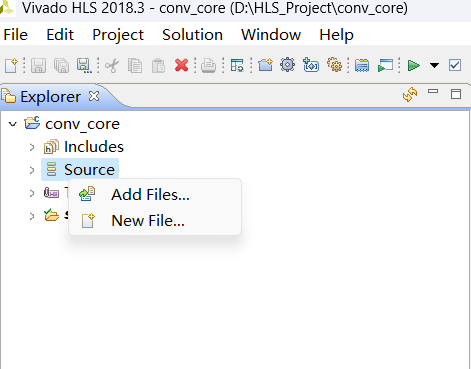 Vivado HLS 2018.3 - conv_core (D:\HLS_Project\conv_core)
File Edit Project Solution Window Help
Explorer
conv_core
Includes
Source
Add Files...
New File...